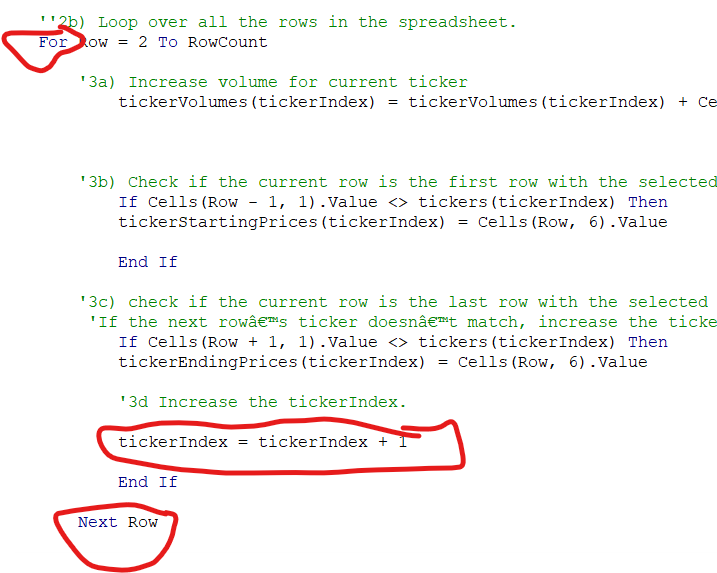 ''2b) Loop over all the rows in the spreadsheet.
For Row = 2 To RowCount
'3a) Increase volume for current ticker
tickerVolumes(tickerIndex) = tickerVolumes(tickerIndex) + Ce
'3b) Check if the current row is the first row with the selected
If Cells(Row - 1, 1).Value <> tickers(tickerIndex) Then
tickerStartingPrices(tickerIndex) = Cells(Row, 6).Value
End If
'3c) check if the current row is the last row with the selected
'If the next rowâ€™s ticker doesnâ€™t match, increase the ticke
If Cells(Row + 1, 1).Value <> tickers(tickerIndex) Then
tickerEndingPrices(tickerIndex) = Cells(Row, 6).Value
'3d Increase the tickerIndex.
tickerIndex = tickerIndex + 1
End If
Next Row